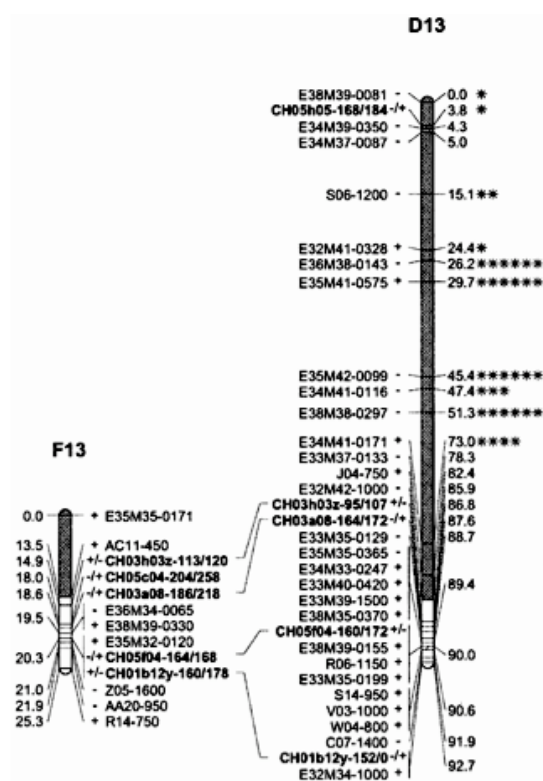 D13
E38M39-0081 - 0.0 *
CH05h05-168/184 -/+ 3.8 *
E34M39-0350 - 4.3
E34M37-0087 - 5.0
S06-1200 - 15.1 **
E32M41-0328 + 24.4 *
E36M38-0143 - 26.2 ******
E35M41-0575 + 29.7 ******
E35M42-0099 - 45.4 ******
E34M41-0116 - 47.4 ***
E38M38-0297 - 51.3 ******
E34M41-0171 + 73.0 ****
E33M37-0133 - 78.3
J04-750 + 82.4
E32M42-1000 - 85.9
CH03h03z-95/107 +/- 86.8
CH03a08-164/172 -/+ 87.6
E33M35-0129 - 88.7
E35M35-0365 -
E34M33-0247 +
E33M40-0420 + 89.4
E33M39-1500 +
E38M35-0370 +
CH05f04-160/172 +/-
E38M39-0155 - 90.0
R06-1150 +
E33M35-0199 +
S14-950 +
V03-1000 + 90.6
W04-800 +
C07-1400 - 91.9
CH01b12y-152/0 -/+
E32M34-1000 + 92.7
F13
0.0 + E35M35-0171
13.5 + AC11-450
14.9 +/- CH03h03z-113/120
18.0 -/+ CH05c04-204/258
18.6 -/+ CH03a08-186/218
- E36M34-0065
19.5 + E38M39-0330
- E35M32-0120
20.3 -/+ CH05f04-164/168
+/- CH01b12y-160/178
21.0 - Z05-1600
21.9 - AA20-950
25.3 + R14-750